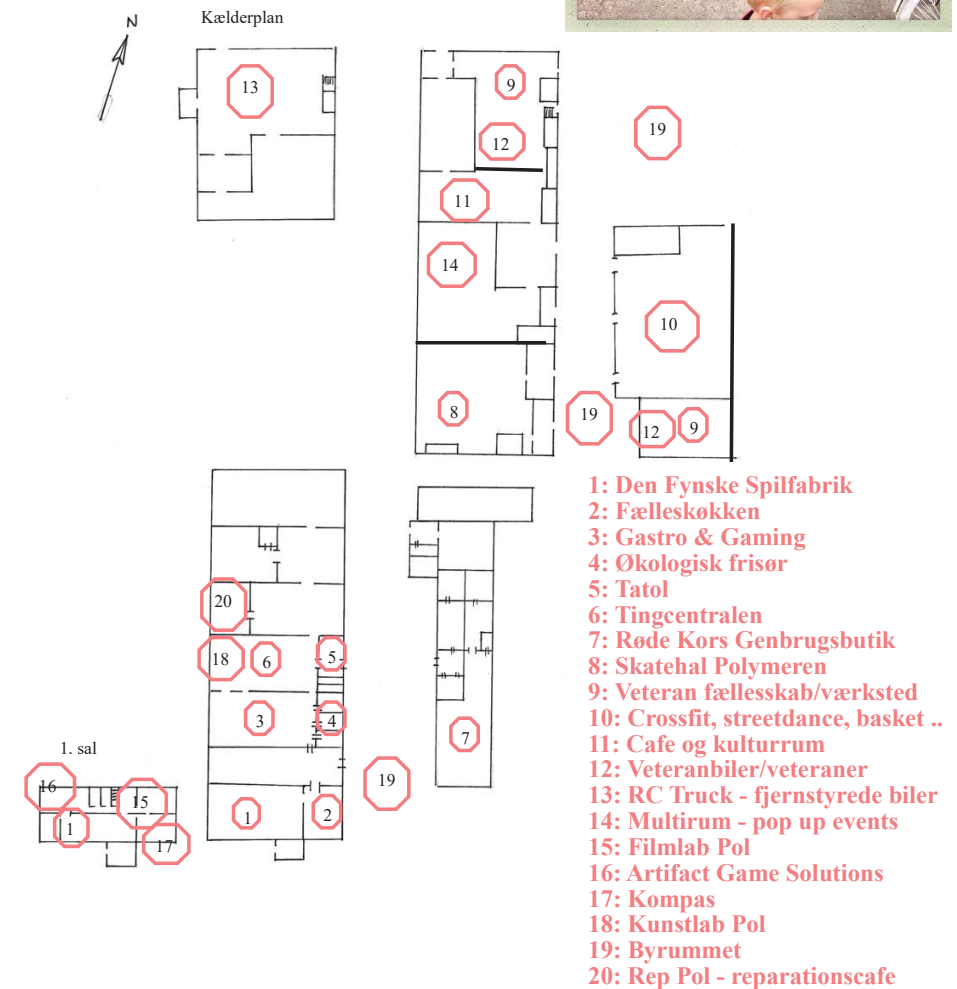 N
Kælderplan
13
9
12
19
11
14
10
8
19
12
9
20
18
6
5
3
4
7
1. sal
16
15
1
17
19
1
2
1: Den Fynske Spilfabrik
2: Fælleskøkken
3: Gastro & Gaming
4: Økologisk frisør
5: Tatol
6: Tingcentralen
7: Røde Kors Genbrugsbutik
8: Skatehal Polymeren
9: Veteran fællesskab/værksted
10: Crossfit, streetdance, basket ..
11: Cafe og kulturrum
12: Veteranbiler/veteraner
13: RC Truck - fjernstyrede biler
14: Multirum - pop up events
15: Filmlab Pol
16: Artifact Game Solutions
17: Kompas
18: Kunstlab Pol
19: Byrummet
20: Rep Pol - reparationscafe